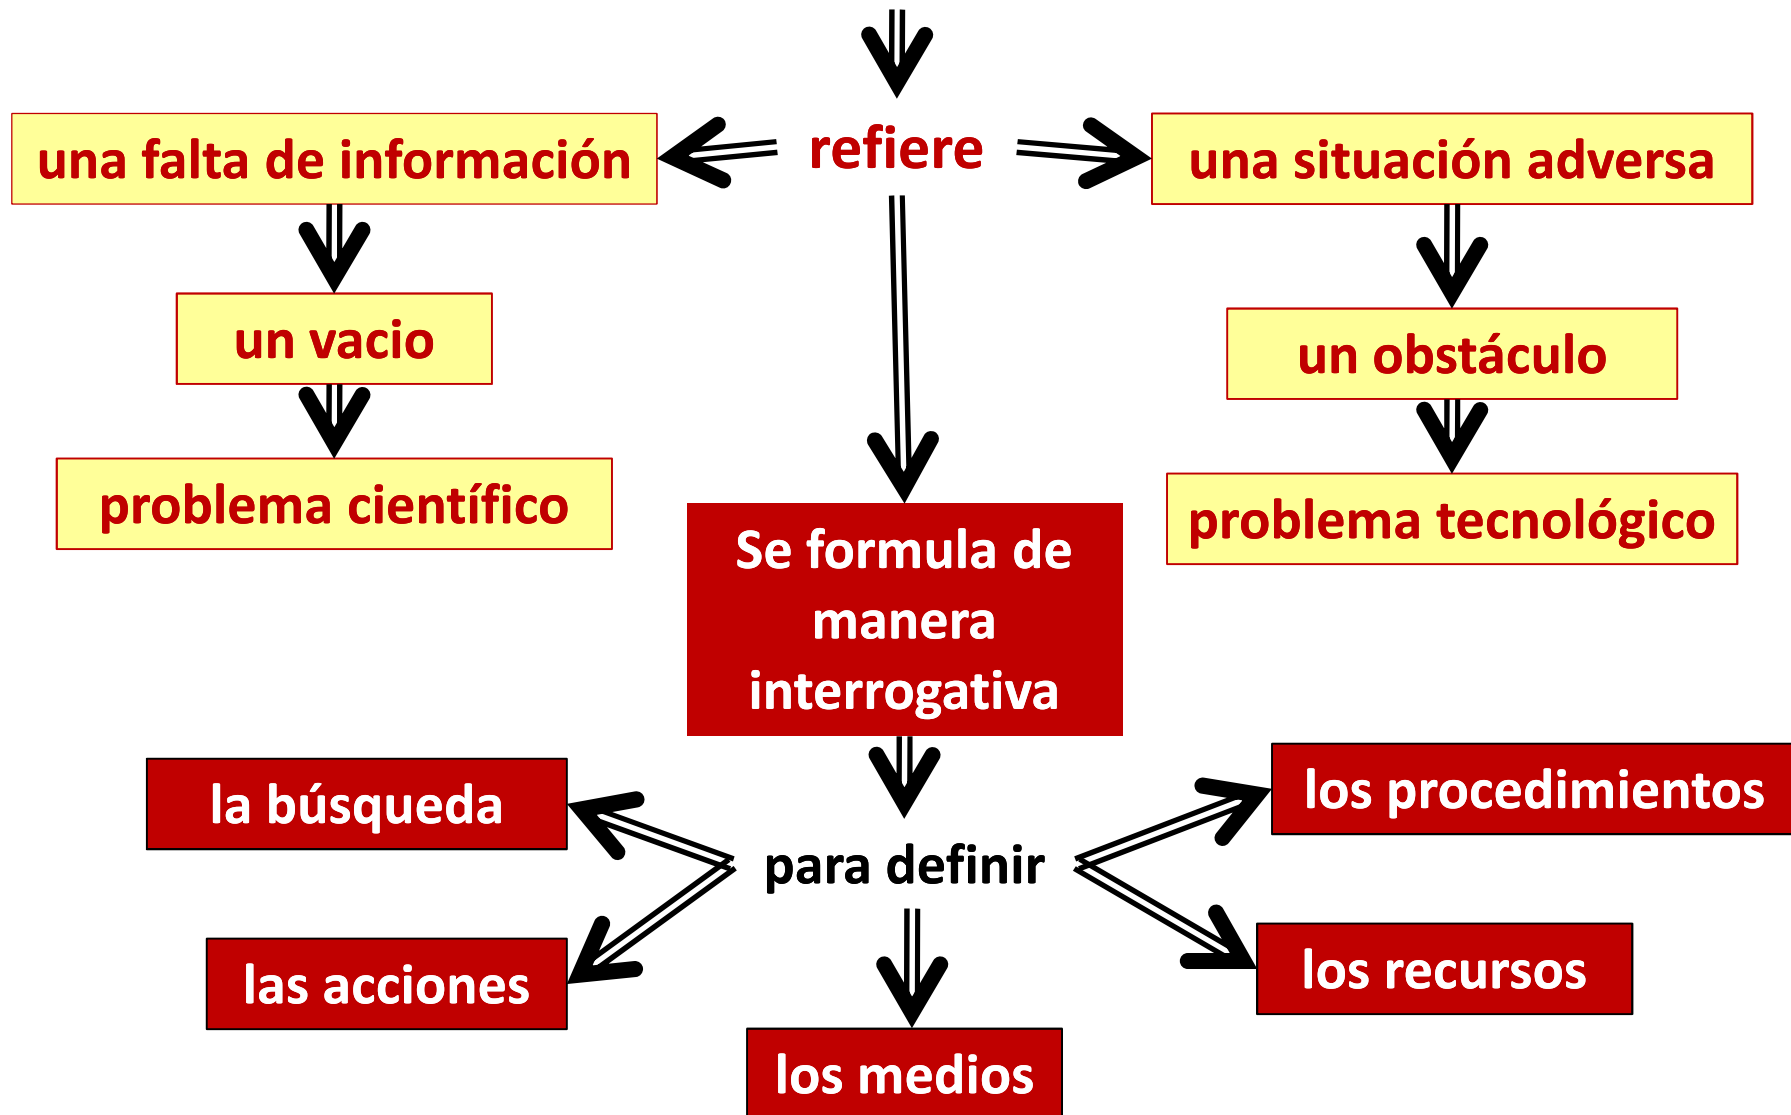 refiere
una falta de información
una situación adversa
un vacio
un obstáculo
problema científico
problema tecnológico
Se formula de
manera
interrogativa
la búsqueda
los procedimientos
para definir
las acciones
los recursos
los medios